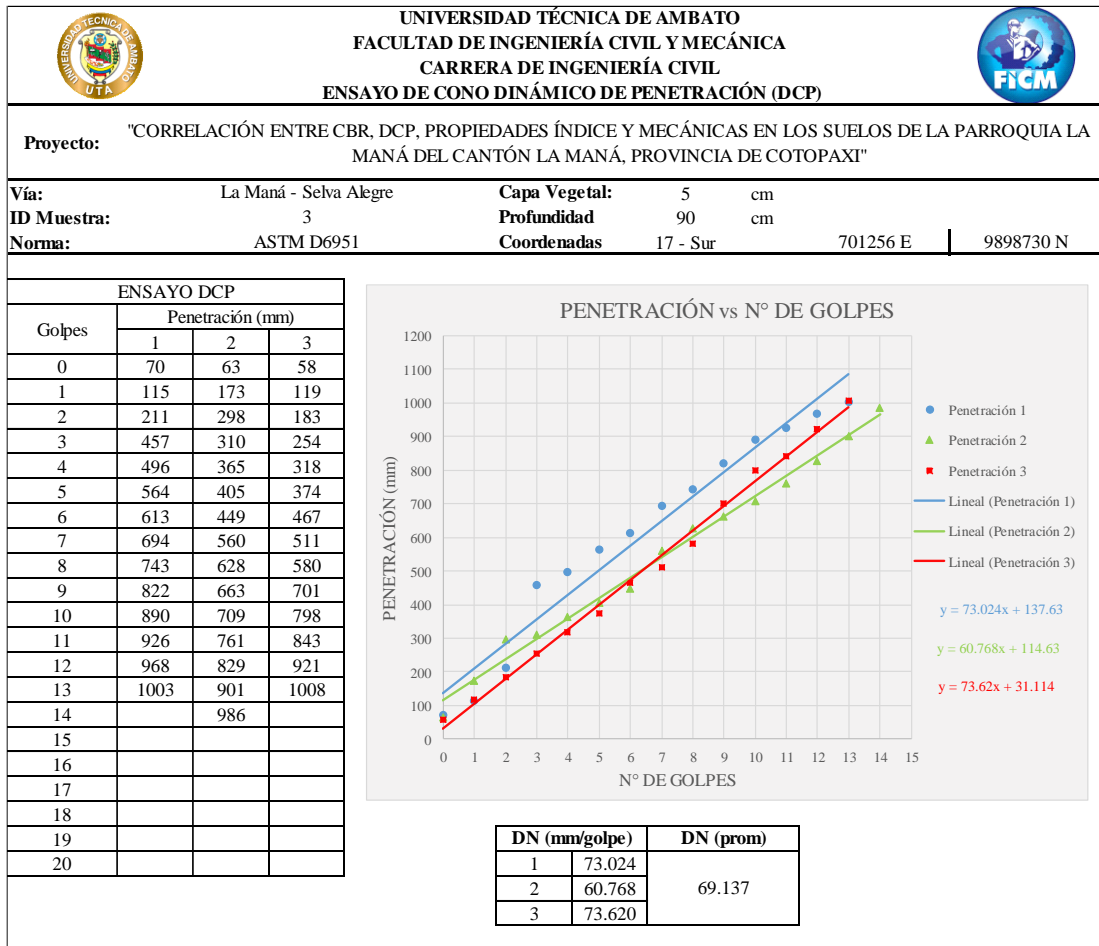 UNIVERSIDAD TÉCNICA DE AMBATO
FACULTAD DE INGENIERÍA CIVIL Y MECÁNICA
CARRERA DE INGENIERÍA CIVIL
ENSAYO DE CONO DINÁMICO DE PENETRACIÓN (DCP)
UNIVERSIDAD TECNICA DE AMBATO
UTA
FICM
Proyecto: "CORRELACIÓN ENTRE CBR, DCP, PROPIEDADES ÍNDICE Y MECÁNICAS EN LOS SUELOS DE LA PARROQUIA LA
MANÁ DEL CANTÓN LA MANÁ, PROVINCIA DE COTOPAXI"
Vía: La Maná - Selva Alegre Capa Vegetal: 5 cm
ID Muestra: 3 Profundidad 90 cm
Norma: ASTM D6951 Coordenadas 17 - Sur 701256 E 9898730 N
ENSAYO DCP
Golpes Penetración (mm)
1 2 3
0 70 63 58
1 115 173 119
2 211 298 183
3 457 310 254
4 496 365 318
5 564 405 374
6 613 449 467
7 694 560 511
8 743 628 580
9 822 663 701
10 890 709 798
11 926 761 843
12 968 829 921
13 1003 901 1008
14 986
15
16
17
18
19
20
PENETRACIÓN vs N° DE GOLPES
PENETRACIÓN (mm)
1200
1100
1000
900
800
700
600
500
400
300
200
100
0
0 1 2 3 4 5 6 7 8 9 10 11 12 13 14 15
N° DE GOLPES
Penetración 1
Penetración 2
Penetración 3
Lineal (Penetración 1)
Lineal (Penetración 2)
Lineal (Penetración 3)
y = 73.024x + 137.63
y = 60.768x + 114.63
y = 73.62x + 31.114
DN (mm/golpe) DN (prom)
1 73.024
2 60.768 69.137
3 73.620